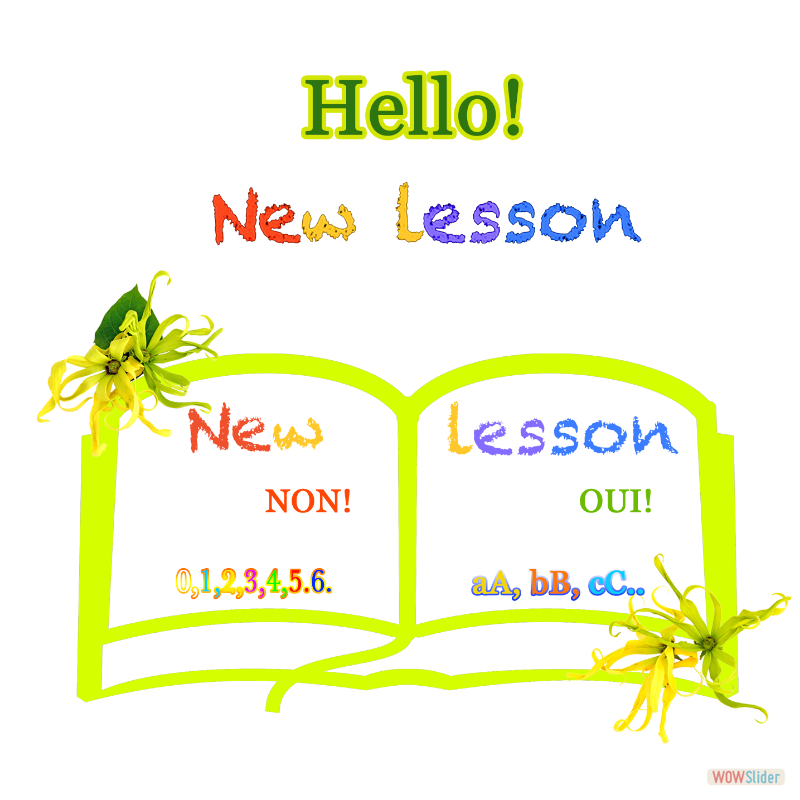 Hello!
New Lesson
New Lesson
NON! OUI!
0,1,2,3,4,5.6. aA, bB, cC..
WOWSlider